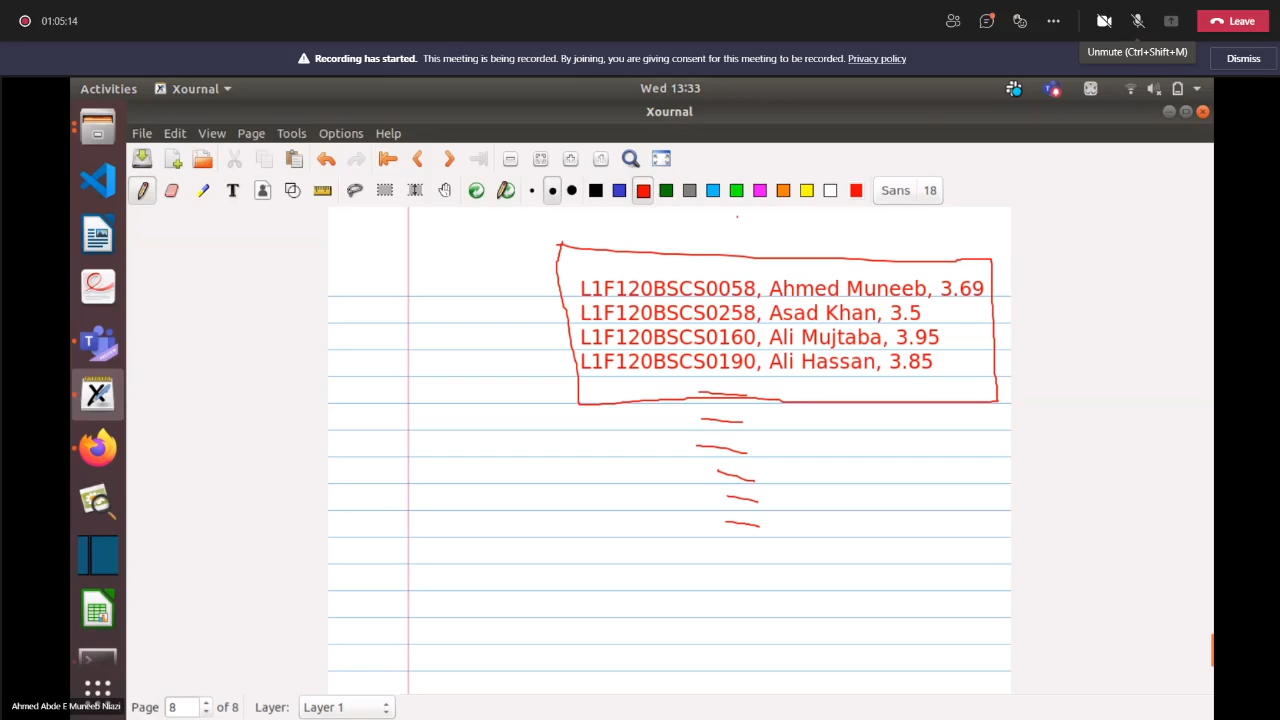 01:05:14
Leave
Unmute (Ctrl+Shift+M)
Recording has started. This meeting is being recorded. By joining, you are giving consent for this meeting to be recorded. Privacy policy
Dismiss
Activities Xournal Wed 13:33
Xournal
File Edit View Page Tools Options Help
T Sans 18
L1F120BSCS0058, Ahmed Muneeb, 3.69
L1F120BSCS0258, Asad Khan, 3.5
L1F120BSCS0160, Ali Mujtaba, 3.95
L1F120BSCS0190, Ali Hassan, 3.85
Ahmed Abde E Muneeb Niazi
Page 8 of 8 Layer: Layer 1